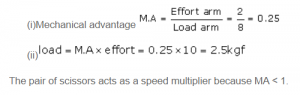 (i)Mechanical advantage M.A = Effort arm / Load arm = 2 / 8 = 0.25
(ii)load = M.A × effort = 0.25 × 10 = 2.5kgf
The pair of scissors acts as a speed multiplier because MA < 1.